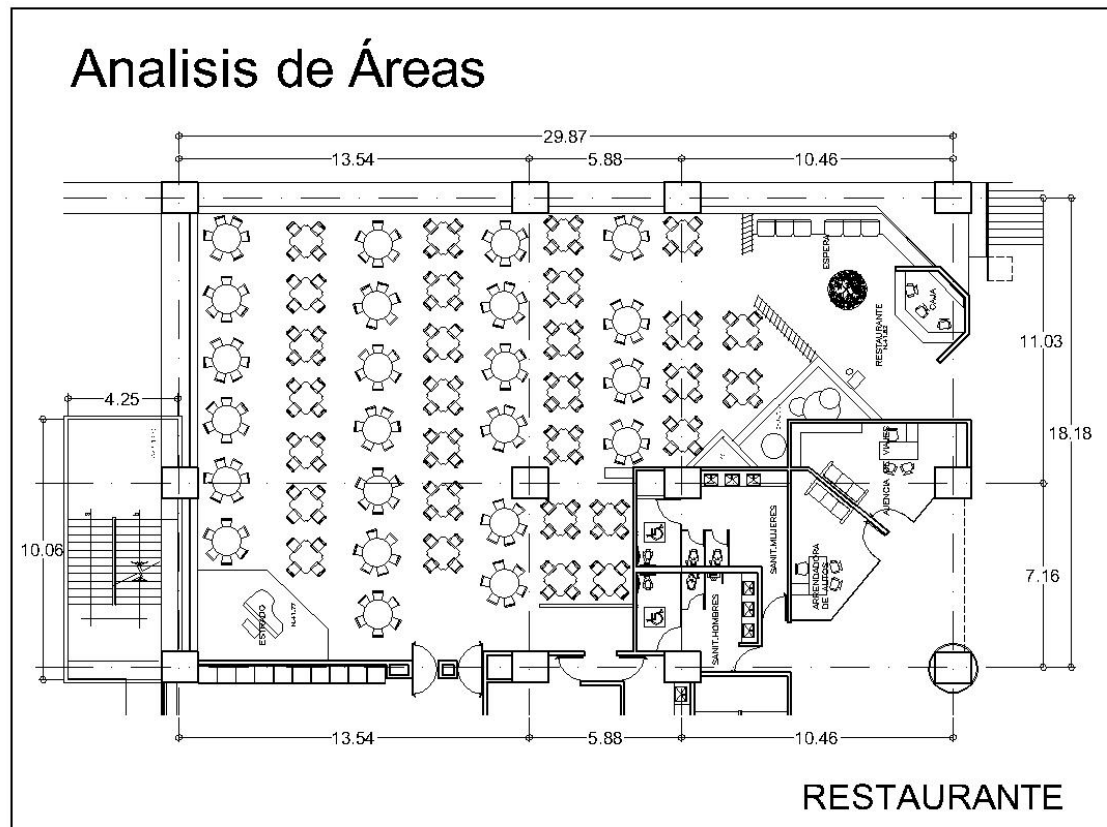 Analisis de Áreas
29.87
13.54
5.88
10.46
ESPERA
CAJA
RESTAURANTE
11.03
4.25
18.18
AGENCIA DE VIAJES
10.06
SANIT.MUJERES
ARRENDADORA
DE AUTOS
7.16
ESTRADO
SANIT.HOMBRES
13.54
5.88
10.46
RESTAURANTE